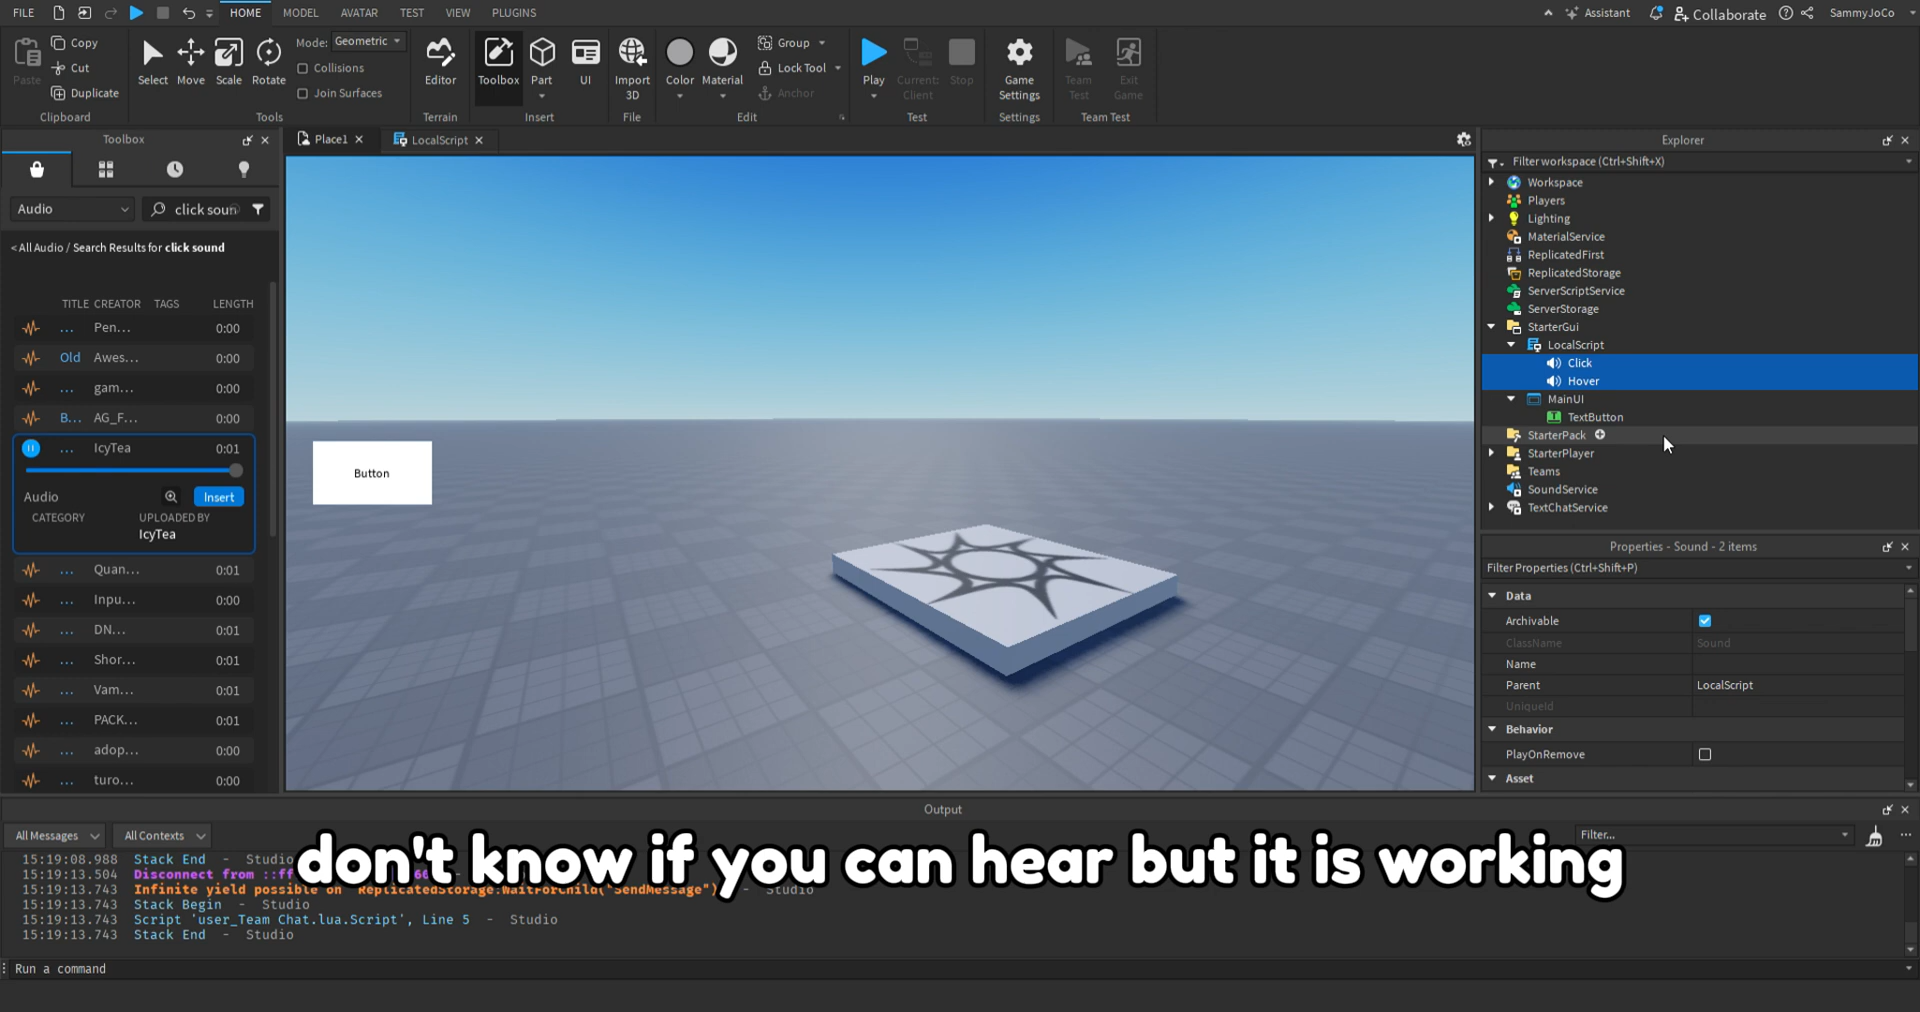 FILE HOME MODEL AVATAR TEST VIEW PLUGINS Assistant Collaborate SammyJoCo
Paste Copy Cut Duplicate Clipboard
Select Move Scale Rotate Mode: Geometric Collisions Join Surfaces Tools
Editor Terrain
Toolbox Part UI Insert
Import 3D File
Color Material Group Lock Tool Anchor Edit
Play Current: Client Stop Test
Game Settings Settings
Team Test Exit Game Team Test
Toolbox
Audio click soun
< All Audio / Search Results for click sound
TITLE CREATOR TAGS LENGTH
... Pen... 0:00
Old Awes... 0:00
... gam... 0:00
B... AG_F... 0:00
... IcyTea 0:01
Audio Insert
CATEGORY UPLOADED BY
IcyTea
... Quan... 0:01
... Inpu... 0:00
... DN... 0:01
... Shor... 0:01
... Vam... 0:01
... PACK... 0:01
... adop... 0:00
... turo... 0:00
Place1 LocalScript
Button
Explorer
Filter workspace (Ctrl+Shift+X)
Workspace
Players
Lighting
MaterialService
ReplicatedFirst
ReplicatedStorage
ServerScriptService
ServerStorage
StarterGui
LocalScript
Click
Hover
MainUI
TextButton
StarterPack
StarterPlayer
Teams
SoundService
TextChatService
Properties - Sound - 2 items
Filter Properties (Ctrl+Shift+P)
Data
Archivable
ClassName Sound
Name
Parent LocalScript
UniqueId
Behavior
PlayOnRemove
Asset
Output
All Messages All Contexts Filter...
15:19:08.988 Stack End - Studio
15:19:13.504 Disconnect from ::ff
15:19:13.743 Infinite yield possible on 'ReplicatedStorage:WaitForChild("SendMessage")' - Studio
15:19:13.743 Stack Begin - Studio
15:19:13.743 Script 'user_Team Chat.lua.Script', Line 5 - Studio
15:19:13.743 Stack End - Studio
don't know if you can hear but it is working
Run a command